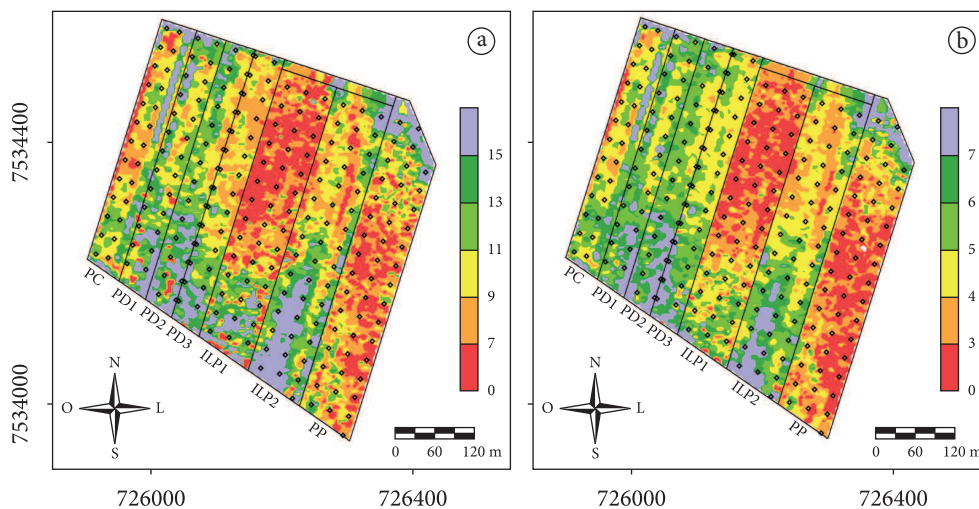 a
b
7534400
7534000
15
13
11
9
7
0
7
6
5
4
3
0
PC
PD1
PD2
PD3
ILP1
ILP2
PP
PC
PD1
PD2
PD3
ILP1
ILP2
PP
N
O L
S
N
O L
S
0 60 120 m
0 60 120 m
726000 726400 726000 726400